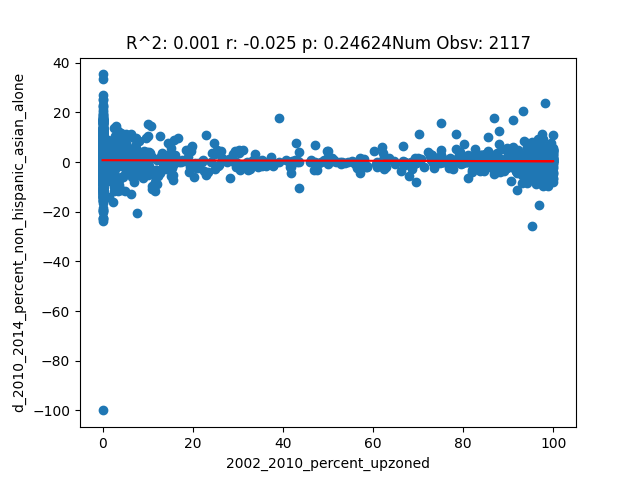 R^2: 0.001 r: -0.025 p: 0.24624Num Obsv: 2117
d_2010_2014_percent_non_hispanic_asian_alone
40
20
0
−20
−40
−60
−80
−100
0 20 40 60 80 100
2002_2010_percent_upzoned